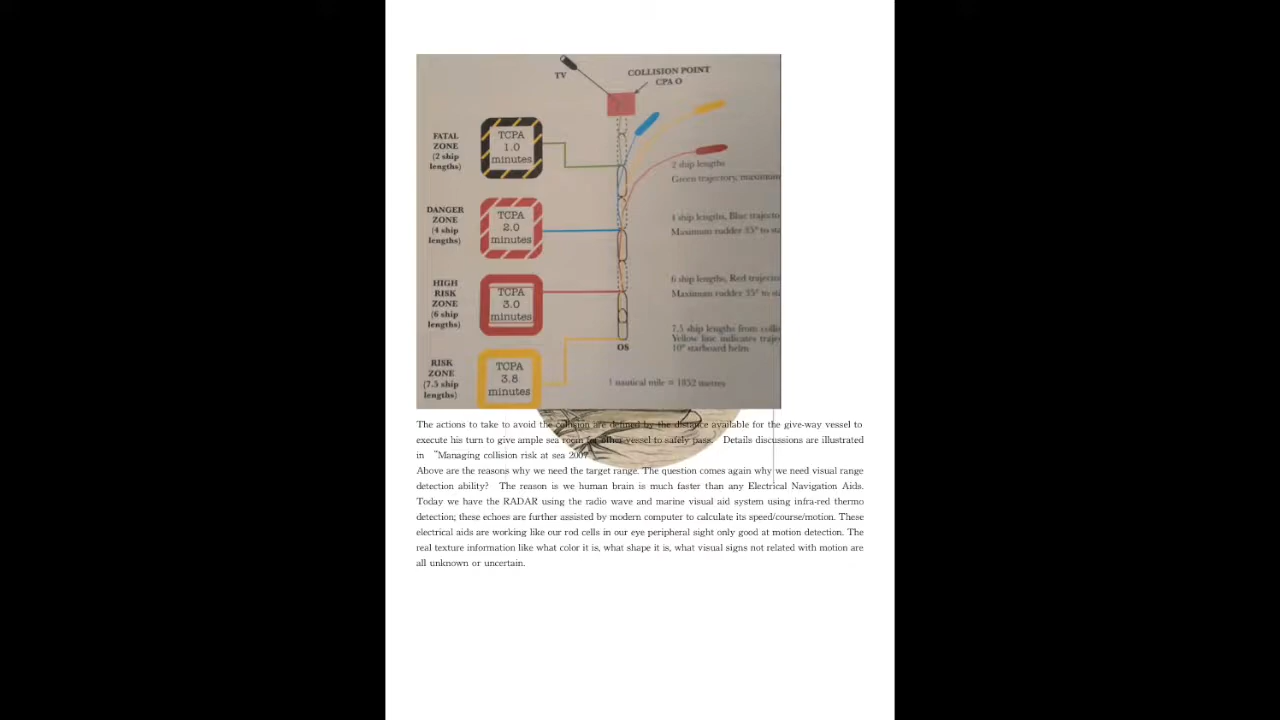 TV
COLLISION POINT
CPA O
FATAL
ZONE
(2 ship
lengths)
TCPA
1.0
minutes
2 ship lengths
Green trajectory, maximum
DANGER
ZONE
(4 ship
lengths)
TCPA
2.0
minutes
4 ship lengths, Blue
Maximum rudder 35° to
HIGH
RISK
ZONE
(6 ship
lengths)
TCPA
3.0
minutes
6 ship lengths, Red
Maximum rudder 35° to
7.5 ship lengths from
Yellow line indicates
10° starboard helm
OS
RISK
ZONE
(7.5 ship
lengths)
TCPA
3.8
minutes
1 nautical mile = 1852 metres
The actions to take to avoid the collision are defined by the distance available for the give-way vessel to
execute his turn to give ample sea room for other vessel to safely pass. Details discussions are illustrated
in “Managing collision risk at sea 2007
Above are the reasons why we need the target range. The question comes again why we need visual range
detection ability? The reason is we human brain is much faster than any Electrical Navigation Aids.
Today we have the RADAR using the radio wave and marine visual aid system using infra-red thermo
detection; these echoes are further assisted by modern computer to calculate its speed/course/motion. These
electrical aids are working like our rod cells in our eye peripheral sight only good at motion detection. The
real texture information like what color it is, what shape it is, what visual signs not related with motion are
all unknown or uncertain.